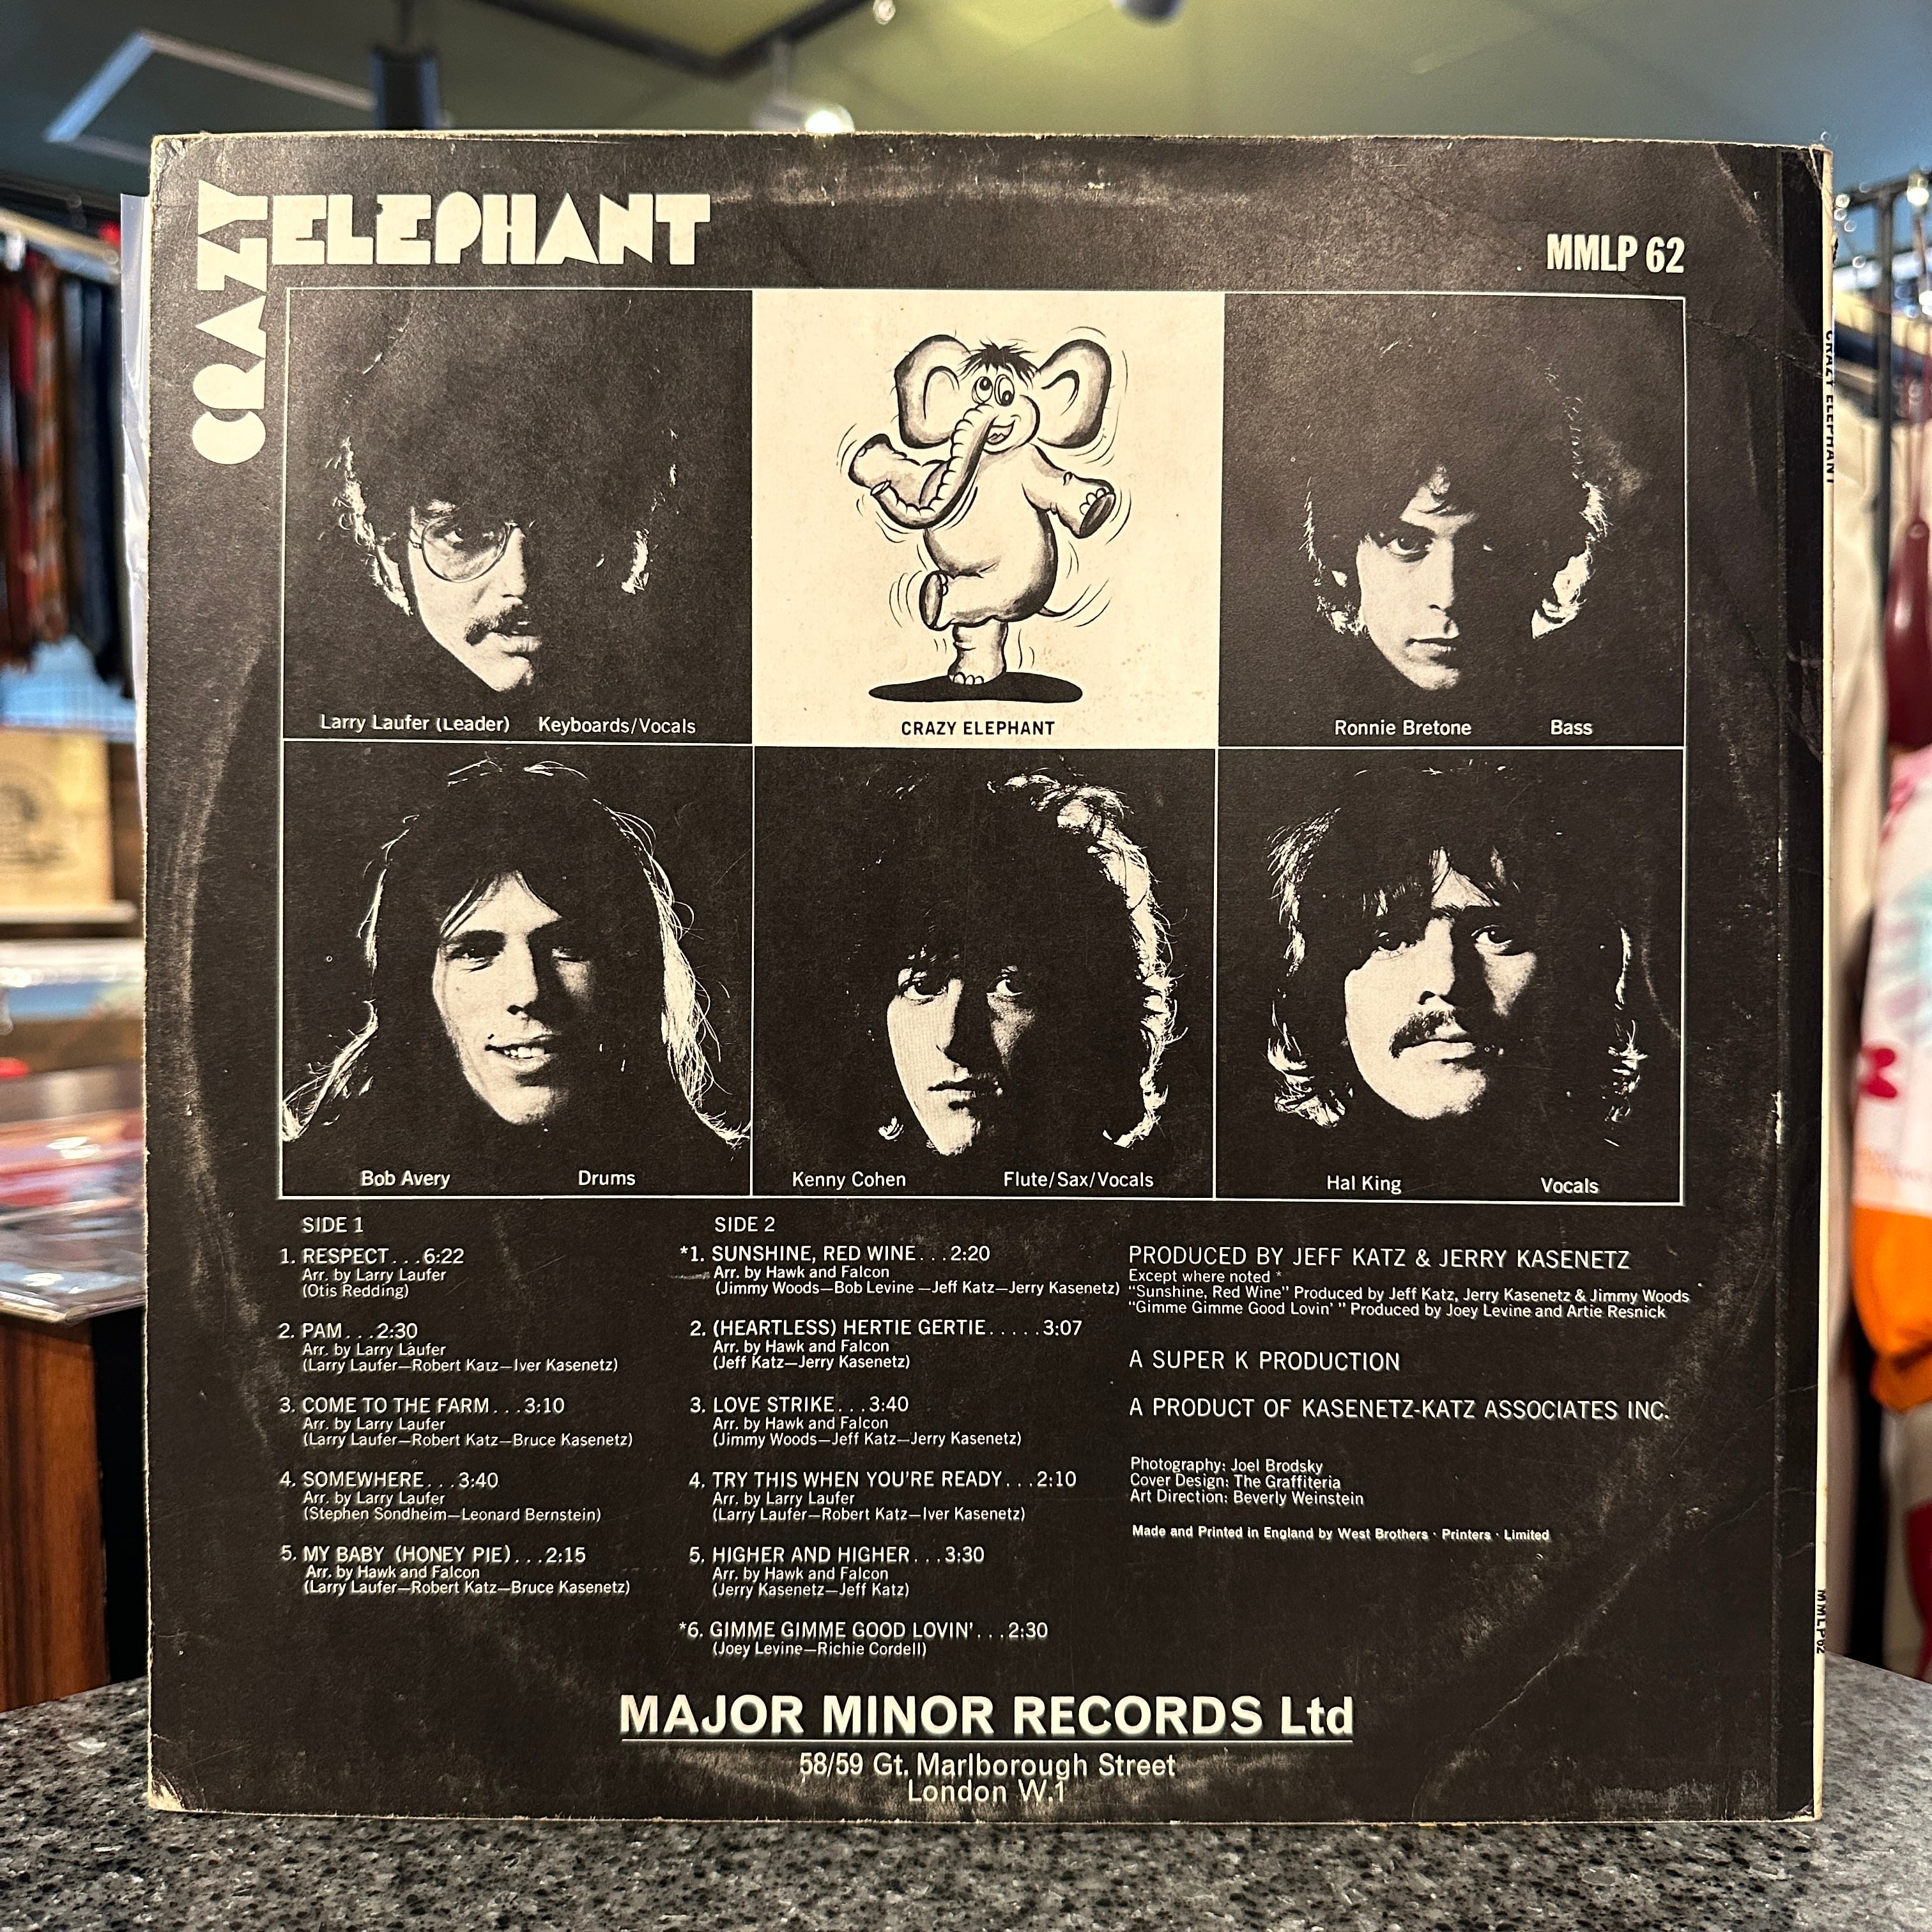 CRAZY ELEPHANT
MMLP 62
Larry Laufer (Leader) Keyboards/Vocals
CRAZY ELEPHANT
Ronnie Bretone Bass
Bob Avery Drums
Kenny Cohen Flute/Sax/Vocals
Hal King Vocals
SIDE 1
1. RESPECT...6:22
Arr. by Larry Laufer
(Otis Redding)
2. PAM...2:30
Arr. by Larry Laufer
(Larry Laufer—Robert Katz—Iver Kasenetz)
3. COME TO THE FARM...3:10
Arr. by Larry Laufer
(Larry Laufer—Robert Katz—Bruce Kasenetz)
4. SOMEWHERE...3:40
Arr. by Larry Laufer
(Stephen Sondheim—Leonard Bernstein)
5. MY BABY (HONEY PIE)...2:15
Arr. by Hawk and Falcon
(Larry Laufer—Robert Katz—Bruce Kasenetz)
SIDE 2
*1. SUNSHINE, RED WINE...2:20
Arr. by Hawk and Falcon
(Jimmy Woods—Bob Levine —Jeff Katz—Jerry Kasenetz)
2. (HEARTLESS) HERTIE GERTIE.....3:07
Arr. by Hawk and Falcon
(Jeff Katz—Jerry Kasenetz)
3. LOVE STRIKE...3:40
Arr. by Hawk and Falcon
(Jimmy Woods—Jeff Katz—Jerry Kasenetz)
4. TRY THIS WHEN YOU'RE READY...2:10
Arr. by Larry Laufer
(Larry Laufer—Robert Katz—Iver Kasenetz)
5. HIGHER AND HIGHER...3:30
Arr. by Hawk and Falcon
(Jerry Kasenetz—Jeff Katz)
*6. GIMME GIMME GOOD LOVIN'...2:30
(Joey Levine—Richie Cordell)
PRODUCED BY JEFF KATZ & JERRY KASENETZ
Except where noted *
"Sunshine, Red Wine" Produced by Jeff Katz, Jerry Kasenetz & Jimmy Woods
"Gimme Gimme Good Lovin' " Produced by Joey Levine and Artie Resnick
A SUPER K PRODUCTION
A PRODUCT OF KASENETZ-KATZ ASSOCIATES INC.
Photography: Joel Brodsky
Cover Design: The Graffiteria
Art Direction: Beverly Weinstein
Made and Printed in England by West Brothers · Printers · Limited
MAJOR MINOR RECORDS Ltd
58/59 Gt. Marlborough Street
London W.1
CRAZY ELEPHANT
MMLP62